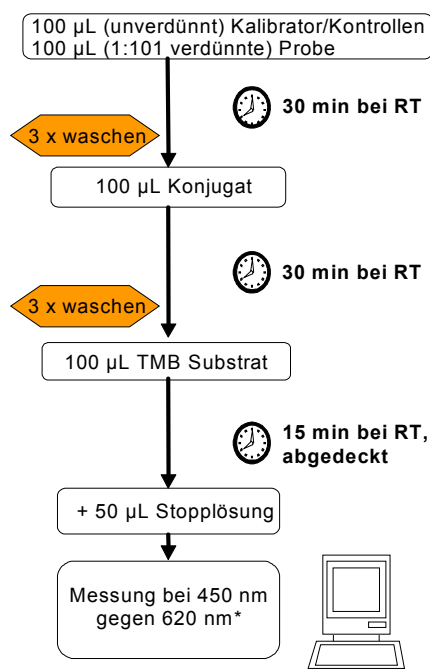 100 µL (unverdünnt) Kalibrator/Kontrollen
100 µL (1:101 verdünnte) Probe
30 min bei RT
3 x waschen
100 µL Konjugat
30 min bei RT
3 x waschen
100 µL TMB Substrat
15 min bei RT,
abgedeckt
+ 50 µL Stopplösung
Messung bei 450 nm
gegen 620 nm*